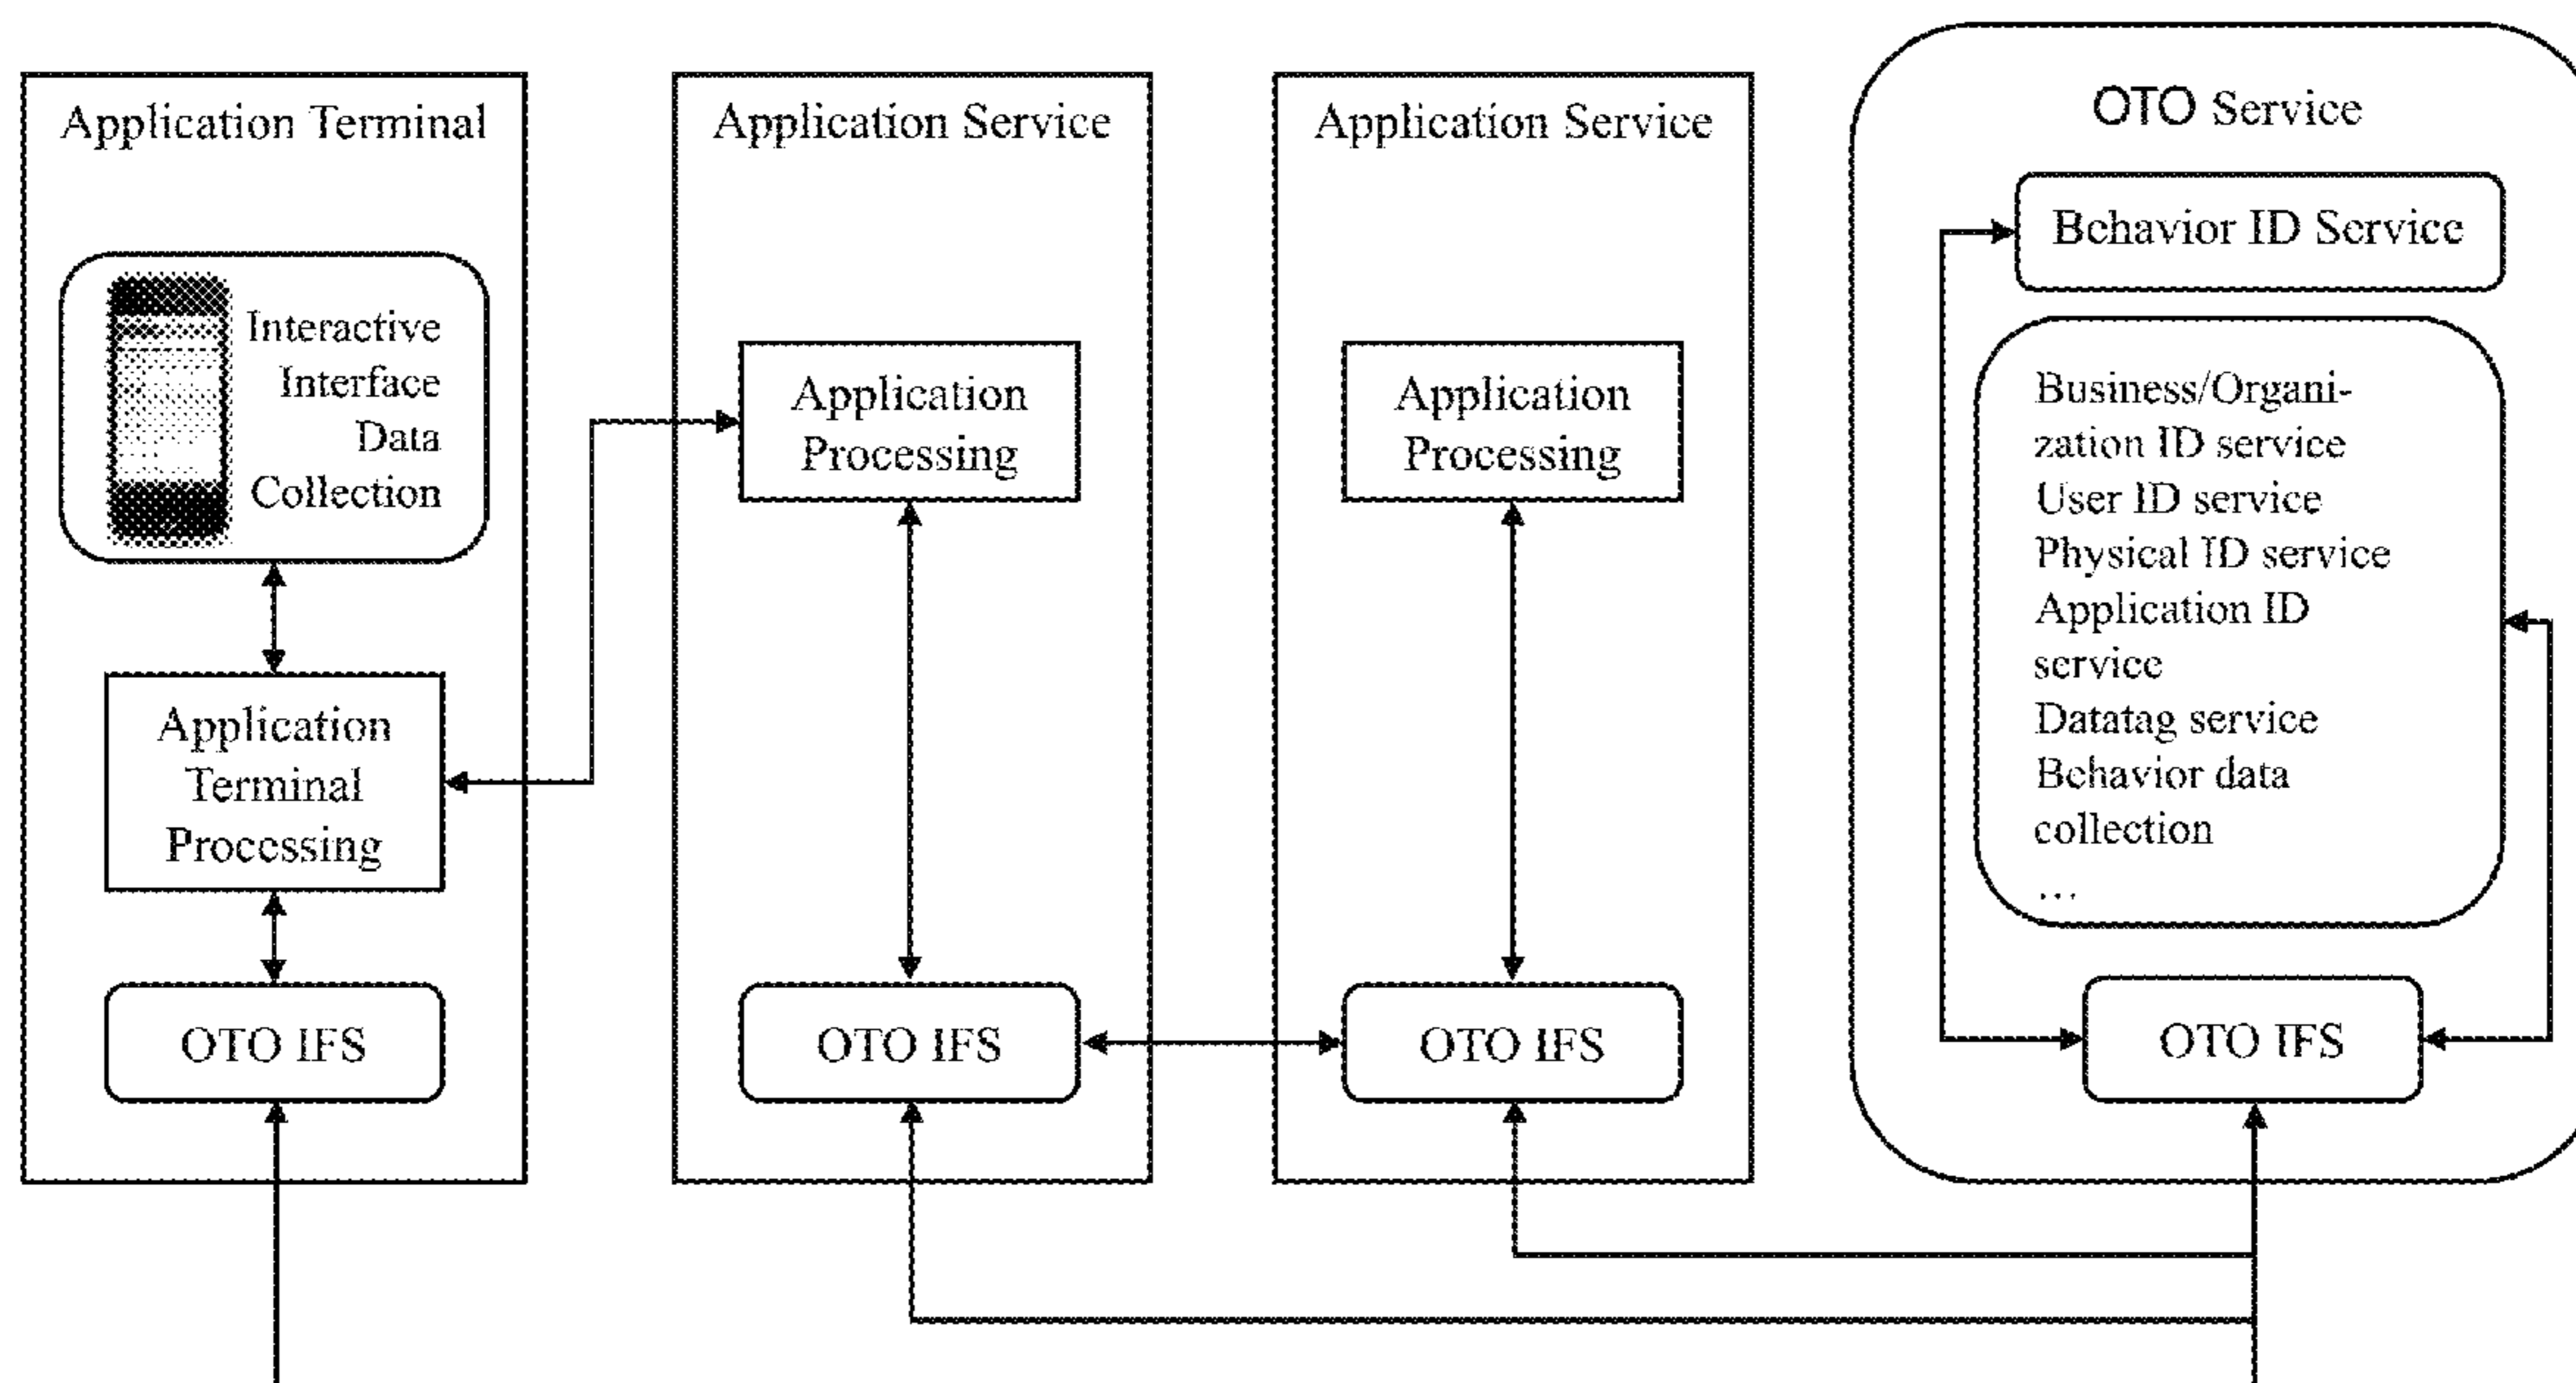 Application Terminal
Interactive
Interface
Data
Collection
Application
Terminal
Processing
OTO IFS
Application Service
Application
Processing
OTO IFS
Application Service
Application
Processing
OTO IFS
OTO Service
Behavior ID Service
Business/Organi-
zation ID service
User ID service
Physical ID service
Application ID
service
Datatag service
Behavior data
collection
...
OTO IFS